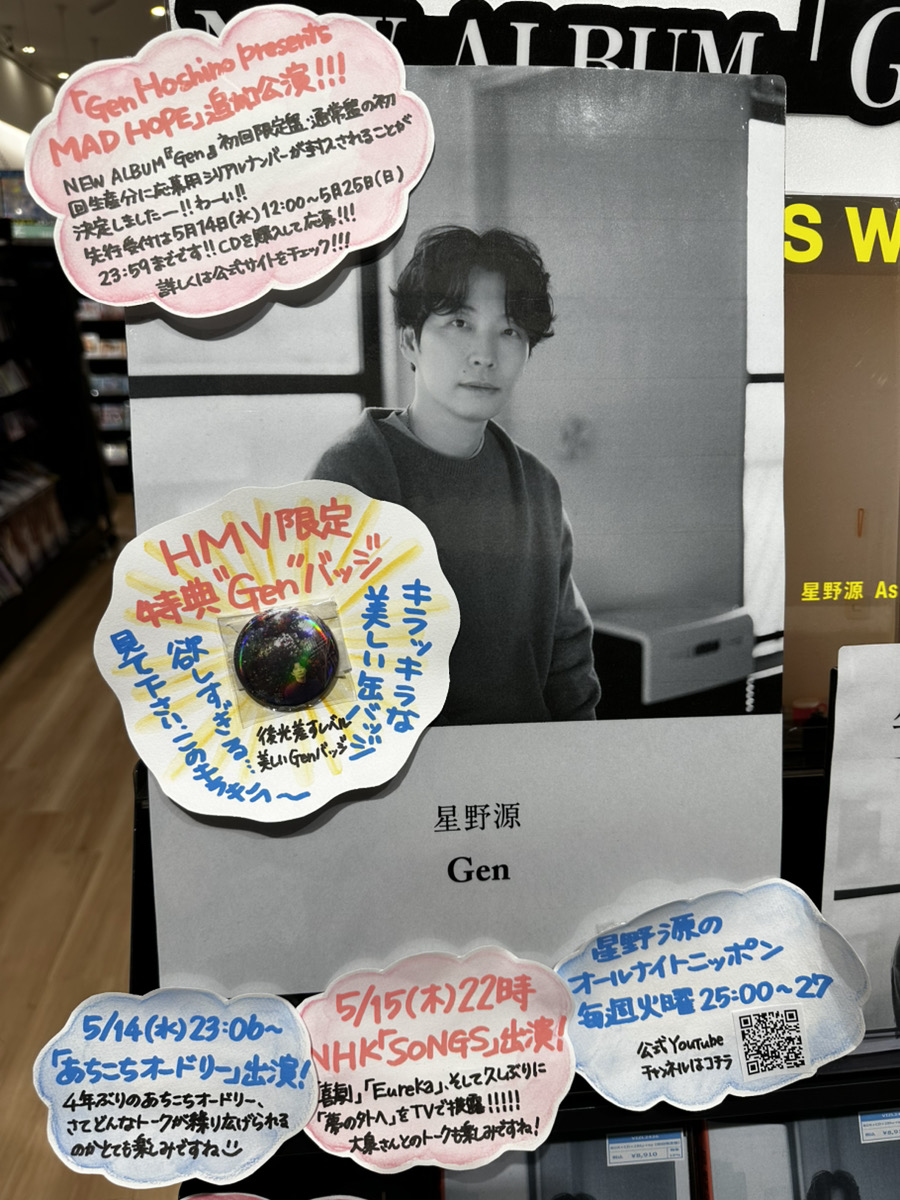 NEW ALBUM「G
「Gen Hoshino presents
MAD HOPE」追加公演!!!
NEW ALBUM『Gen』初回限定盤・通常盤の初
回生産分に応募用シリアルナンバーが封入されることが
決定しましたー!!わーい!!
先行受付は5月14日(水)12:00~5月25日(日)
23:59までです!!CDを購入して応募!!!
詳しくは公式サイトをチェック!!!
S W
星野源 As
HMV限定
特典"Gen"バッジ
キラッキラな
美しい缶バッジ
欲しすぎる…
見て下さい、このきらきら〜
後光差すレベル
美しいGenバッジ
星野源
Gen
星野源の
オールナイトニッポン
毎週火曜25:00~27
公式YouTube
チャンネルはコチラ
5/15(木)22時
NHK「SONGS」出演!
「喜劇」、「Eureka」、そして久しぶりに
「夢の外へ」をTVで披露!!!!!
大泉さんとのトークも楽しみですね!
5/14(水)23:06~
「あちこちオードリー」出演!
4年ぶりのあちこちオードリー、
さてどんなトークが繰り広げられる
のかとても楽しみですね